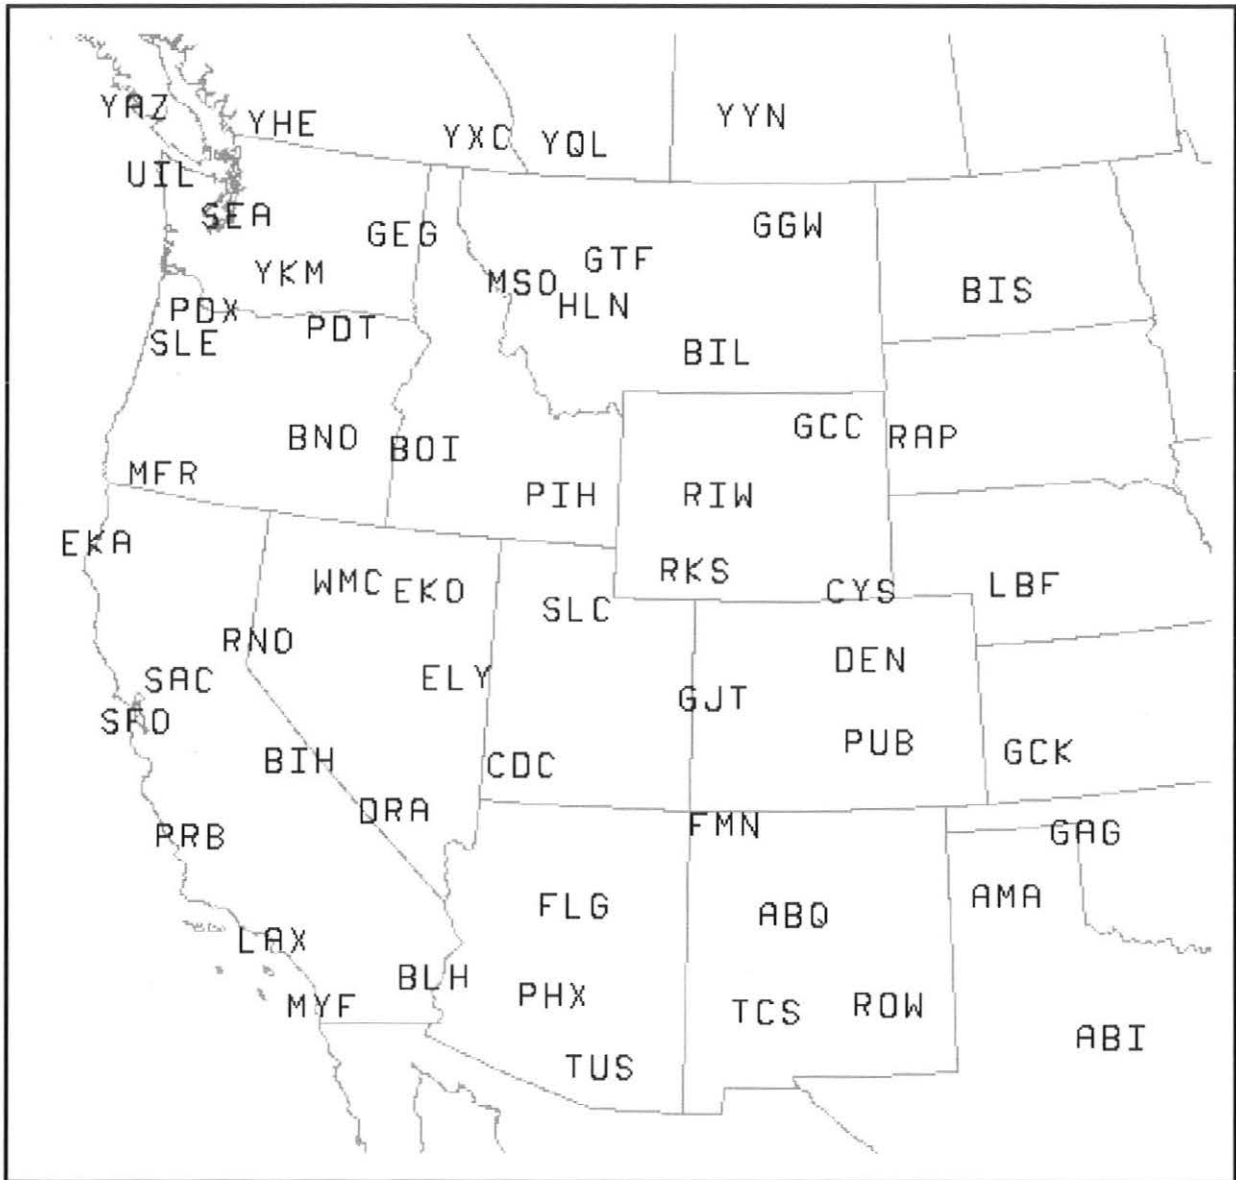 YAZ
YHE
YXC
YQL
YYN
UIL
SEA
GEG
GGW
YKM
GTF
MSO
HLN
BIS
PDX
PDT
SLE
BIL
BNO
BOI
GCC
RAP
MFR
PIH
RIW
EKA
WMC
EKO
RKS
SLC
CYS
LBF
RNO
SAC
ELY
DEN
GJT
SFO
BIH
CDC
PUB
GCK
DRA
PRB
FMN
GAG
FLG
ABQ
AMA
LAX
BLH
MYF
PHX
TCS
ROW
TUS
ABI